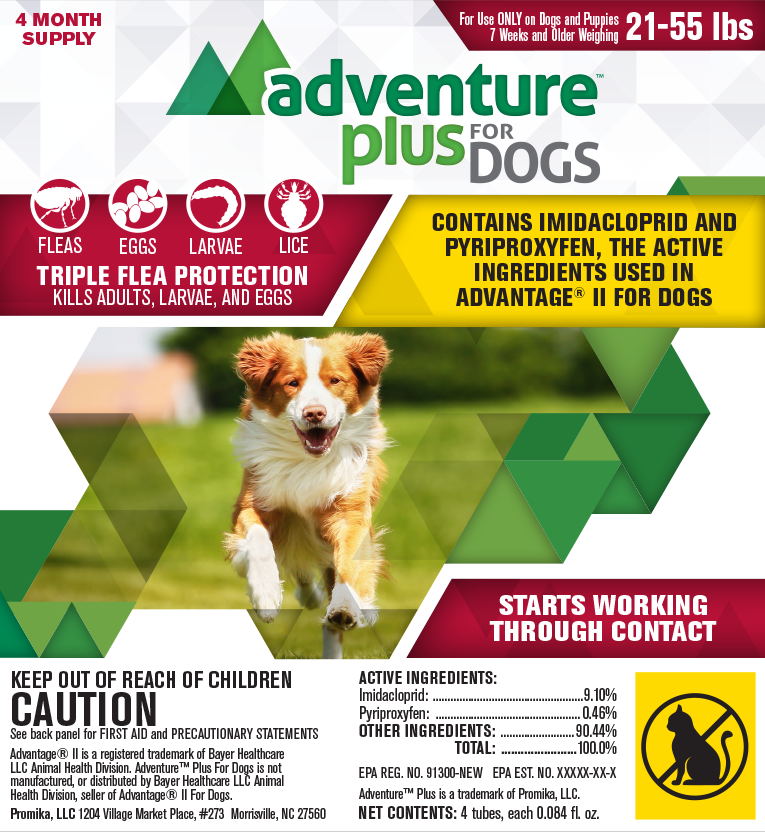 4 MONTH
SUPPLY
For Use ONLY on Dogs and Puppies
7 Weeks and Older Weighing
21-55 lbs
adventure™
plus FOR
DOGS
FLEAS EGGS LARVAE LICE
TRIPLE FLEA PROTECTION
KILLS ADULTS, LARVAE, AND EGGS
CONTAINS IMIDACLOPRID AND
PYRIPROXYFEN, THE ACTIVE
INGREDIENTS USED IN
ADVANTAGE® II FOR DOGS
STARTS WORKING
THROUGH CONTACT
KEEP OUT OF REACH OF CHILDREN
CAUTION
See back panel for FIRST AID and PRECAUTIONARY STATEMENTS
Advantage® II is a registered trademark of Bayer Healthcare
LLC Animal Health Division. Adventure™ Plus For Dogs is not
manufactured, or distributed by Bayer Healthcare LLC Animal
Health Division, seller of Advantage® II For Dogs.
Promika, LLC 1204 Village Market Place, #273 Morrisville, NC 27560
ACTIVE INGREDIENTS:
Imidacloprid: ....................................................9.10%
Pyriproxyfen: .................................................. 0.46%
OTHER INGREDIENTS: .........................90.44%
TOTAL: .........................100.0%
EPA REG. NO. 91300-NEW EPA EST. NO. XXXXX-XX-X
Adventure™ Plus is a trademark of Promika, LLC.
NET CONTENTS: 4 tubes, each 0.084 fl. oz.